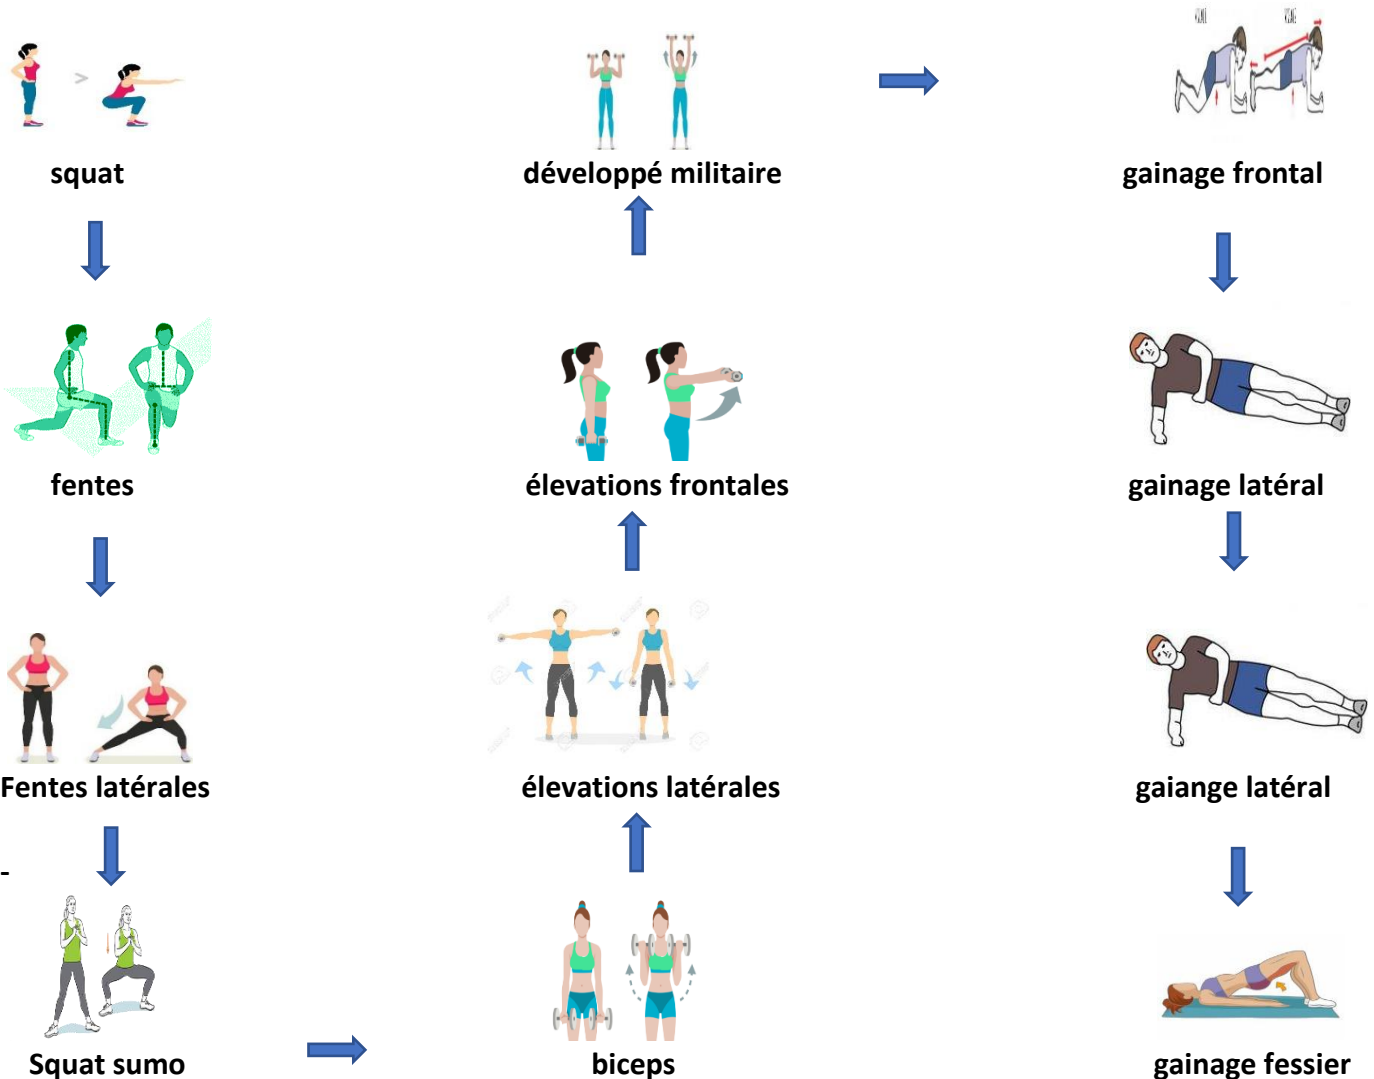 squat
fentes
Fentes latérales
-
Squat sumo
biceps
élevations latérales
élevations frontales
développé militaire
gainage frontal
gainage latéral
gaiange latéral
gainage fessier